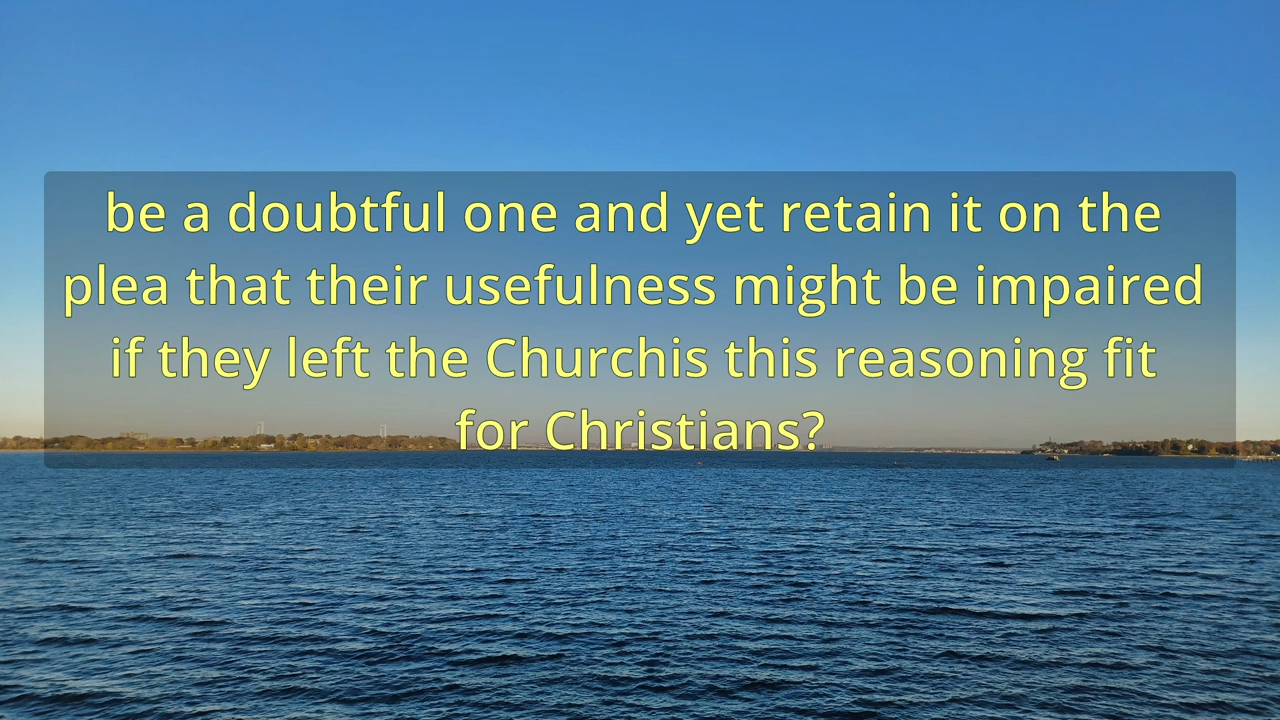 be a doubtful one and yet retain it on the
plea that their usefulness might be impaired
if they left the Churchis this reasoning fit
for Christians?